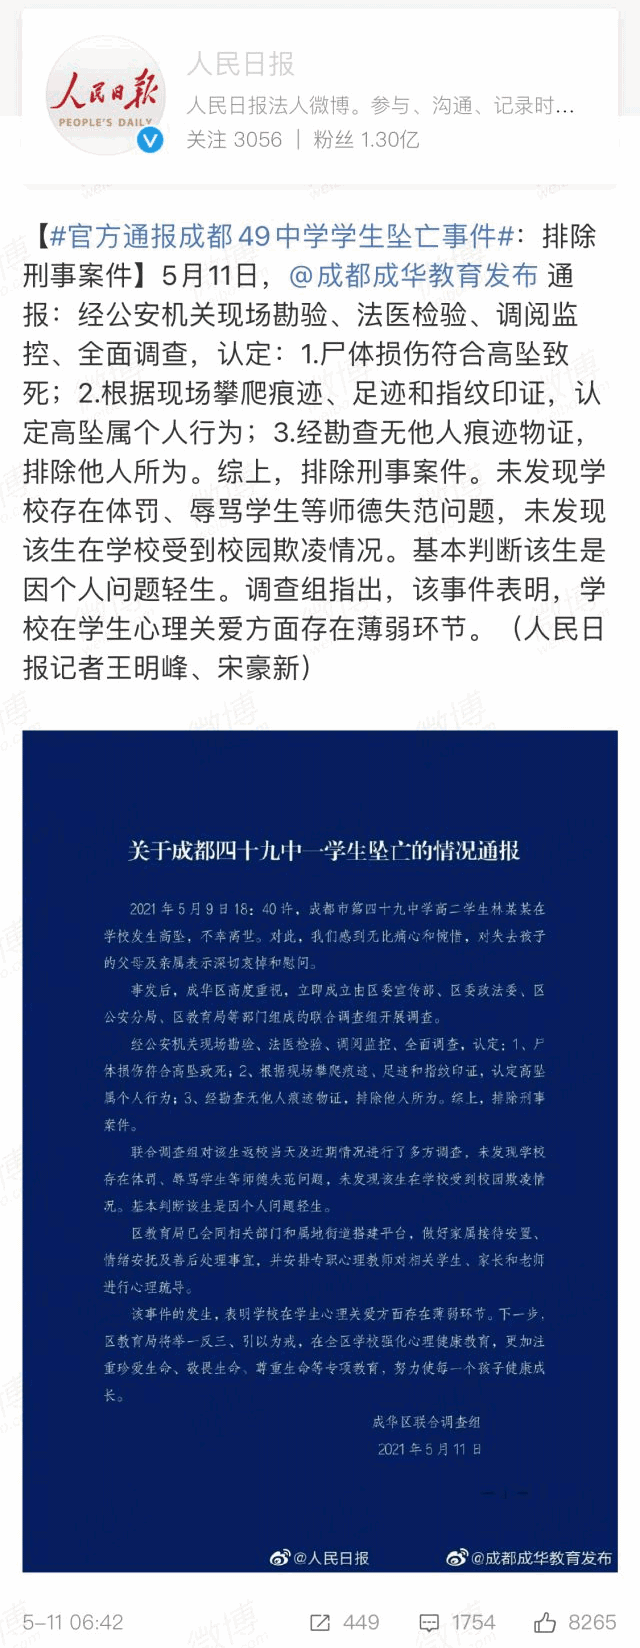 人民日报
PEOPLE'S DAILY
人民日报
人民日报法人微博。参与、沟通、记录时...
关注 3056 | 粉丝 1.30亿
【#官方通报成都49中学学生坠亡事件#：排除
刑事案件】5月11日，@成都成华教育发布 通
报：经公安机关现场勘验、法医检验、调阅监
控、全面调查，认定：1.尸体损伤符合高坠致
死；2.根据现场攀爬痕迹、足迹和指纹印证，认
定高坠属个人行为；3.经勘查无他人痕迹物证，
排除他人所为。综上，排除刑事案件。未发现学
校存在体罚、辱骂学生等师德失范问题，未发现
该生在学校受到校园欺凌情况。基本判断该生是
因个人问题轻生。调查组指出，该事件表明，学
校在学生心理关爱方面存在薄弱环节。（人民日
报记者王明峰、宋豪新）
关于成都四十九中一学生坠亡的情况通报
2021年5月9日18：40许，成都市第四十九中学高二学生林某某在
学校发生高坠，不幸离世。对此，我们感到无比痛心和惋惜，对失去孩子
的父母及亲属表示深切哀悼和慰问。
事发后，成华区高度重视，立即成立由区委宣传部、区委政法委、区
公安分局、区教育局等部门组成的联合调查组开展调查。
经公安机关现场勘验、法医检验、调阅监控、全面调查，认定：1、尸
体损伤符合高坠致死；2、根据现场攀爬痕迹、足迹和指纹印证，认定高坠
属个人行为；3、经勘查无他人痕迹物证，排除他人所为。综上，排除刑事
案件。
联合调查组对该生返校当天及近期情况进行了多方调查，未发现学校
存在体罚、辱骂学生等师德失范问题，未发现该生在学校受到校园欺凌情
况。基本判断该生是因个人问题轻生。
区教育局已会同相关部门和属地街道搭建平台，做好家属接待安置、
情绪安抚及善后处理事宜，并安排专职心理教师对相关学生、家长和老师
进行心理疏导。
该事件的发生，表明学校在学生心理关爱方面存在薄弱环节。下一步，
区教育局将举一反三、引以为戒，在全区学校强化心理健康教育，更加注
重珍爱生命、敬畏生命、尊重生命等专项教育，努力使每一个孩子健康成
长。
成华区联合调查组
2021年5月11日
@人民日报
@成都成华教育发布
5-11 06:42
449
1754
8265